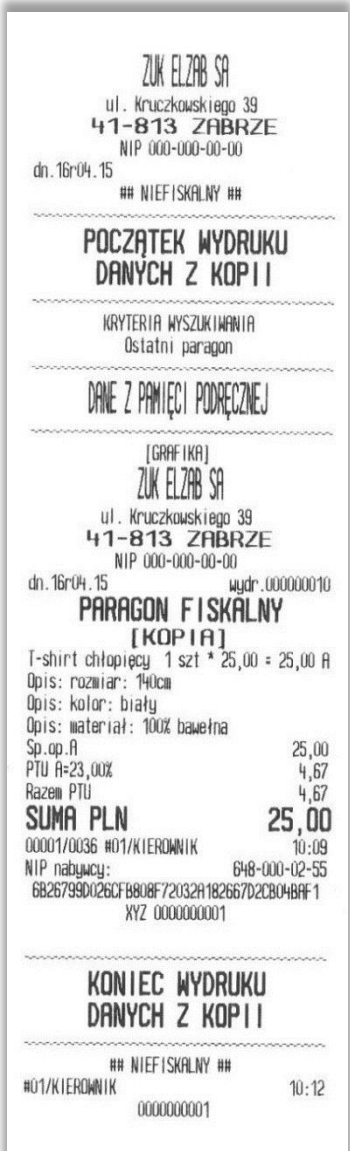 ZUK ELZAB SA
ul. Kruczkowskiego 39
41-813 ZABRZE
NIP 000-000-00-00
dn.16r04.15
## NIEFISKALNY ##
POCZĄTEK WYDRUKU
DANYCH Z KOPII
KRYTERIA WYSZUKIWANIA
Ostatni paragon
DANE Z PAMIĘCI PODRĘCZNEJ
[GRAFIKA]
ZUK ELZAB SA
ul. Kruczkowskiego 39
41-813 ZABRZE
NIP 000-000-00-00
dn.16r04.15 wydr.000000010
PARAGON FISKALNY
[KOPIA]
T-shirt chłopięcy 1 szt * 25,00 = 25,00 A
Opis: rozmiar: 140cm
Opis: kolor: biały
Opis: materiał: 100% bawełna
Sp.op.A 25,00
PTU A=23,00% 4,67
Razem PTU 4,67
SUMA PLN 25,00
00001/0036 #01/KIEROWNIK 10:09
NIP nabywcy: 648-000-02-55
6B26799D026CFB808F72032A182667D2CB04BAF1
XYZ 0000000001
KONIEC WYDRUKU
DANYCH Z KOPII
## NIEFISKALNY ##
#01/KIEROWNIK 10:12
0000000001